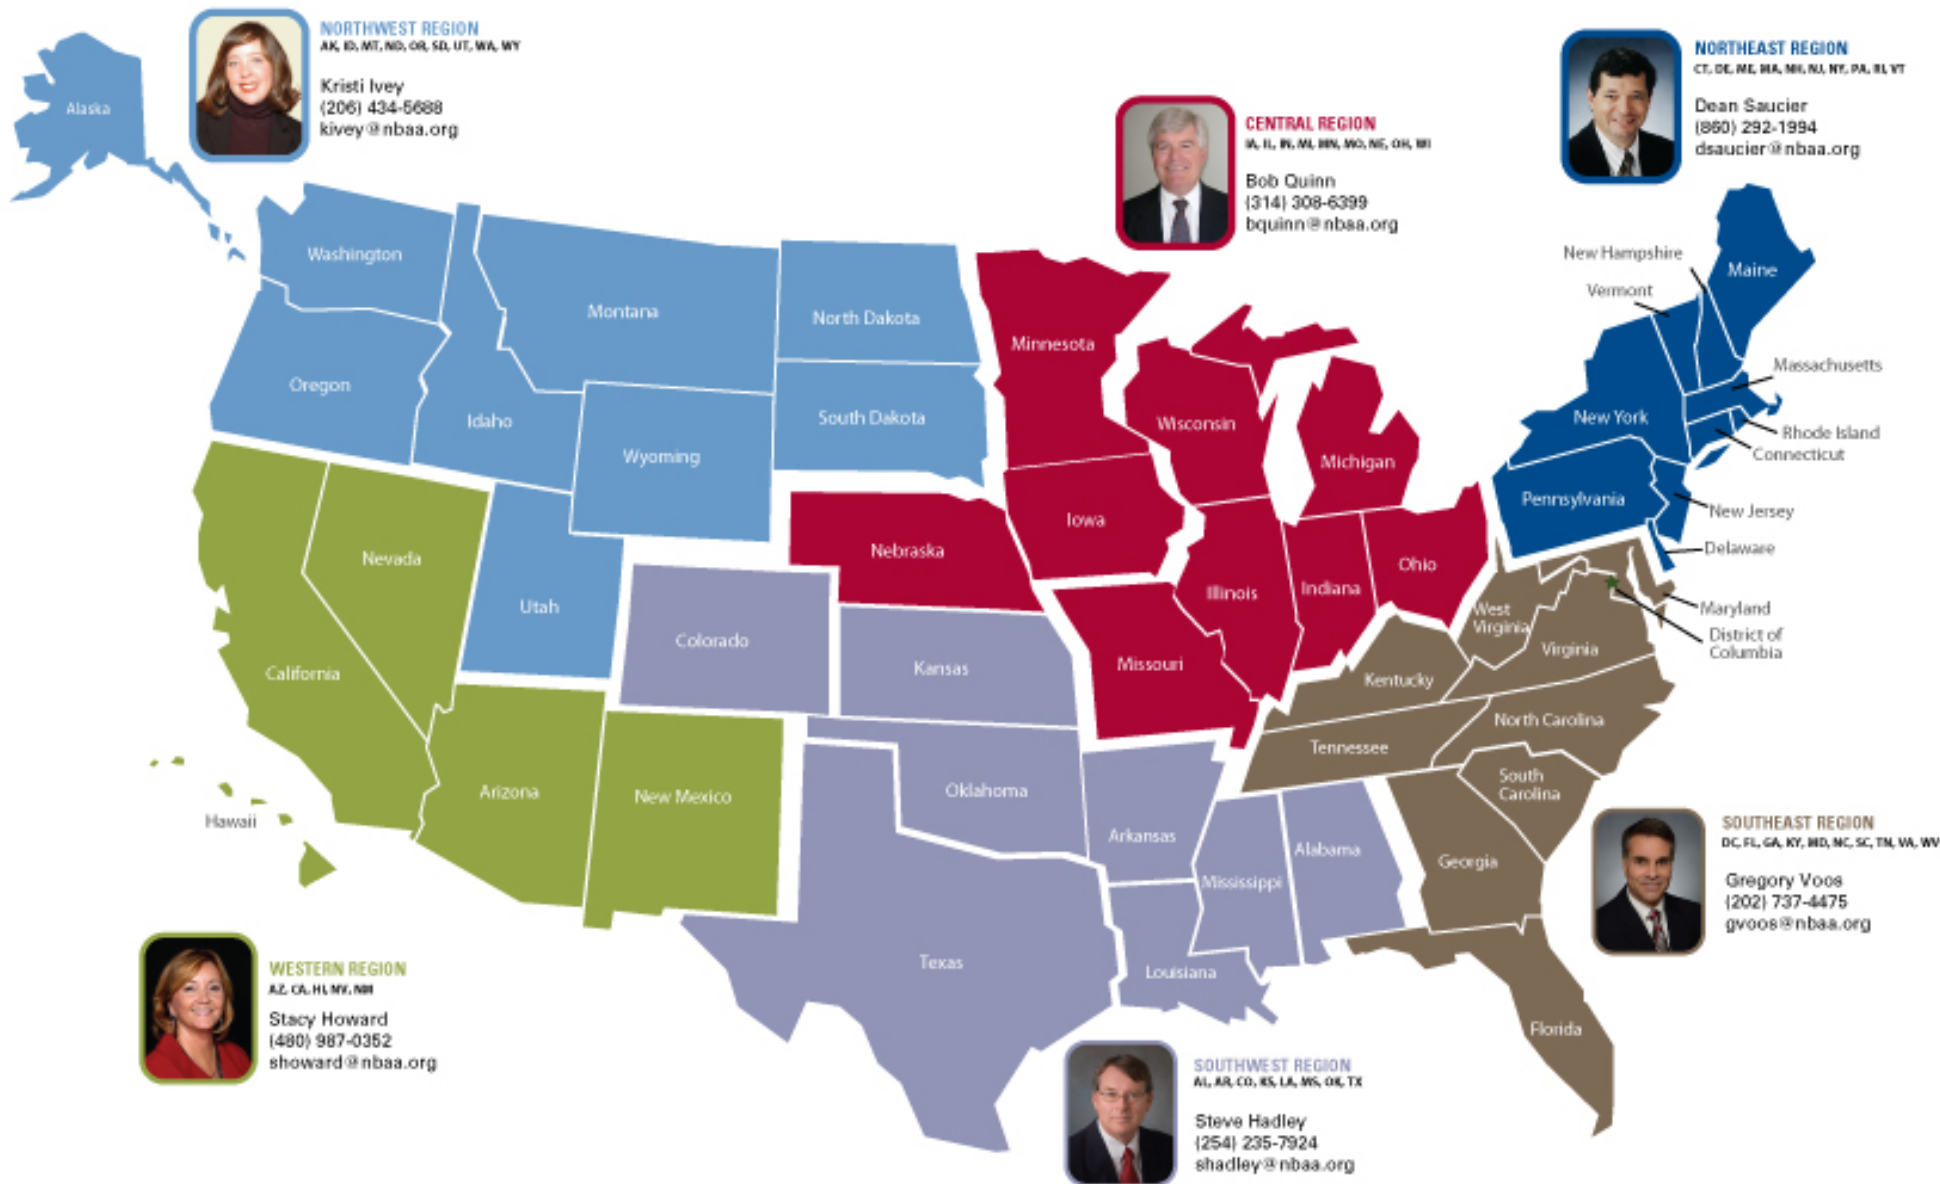 NORTHWEST REGION
AK, ID, MT, ND, OR, SD, UT, WA, WY
Kristi Ivey
(206) 434-5688
kivey@nbaa.org
NORTHEAST REGION
CT, DE, ME, MA, NH, NJ, NY, PA, RI, VT
Dean Saucier
(860) 292-1994
dsaucier@nbaa.org
CENTRAL REGION
IA, IL, IN, MI, MN, MO, NE, OH, WI
Bob Quinn
(314) 308-6399
bquinn@nbaa.org
Alaska
Washington
Montana
North Dakota
Minnesota
New Hampshire
Maine
Vermont
Oregon
Idaho
Wyoming
South Dakota
Wisconsin
Michigan
New York
Massachusetts
Rhode Island
Connecticut
Pennsylvania
New Jersey
Delaware
Nevada
Utah
Nebraska
Iowa
Illinois
Indiana
Ohio
West
Virginia
Virginia
Maryland
District of
Columbia
California
Colorado
Kansas
Missouri
Kentucky
North Carolina
Tennessee
South
Carolina
Arizona
New Mexico
Oklahoma
Arkansas
Mississippi
Alabama
Georgia
Hawaii
Texas
Louisiana
Florida
SOUTHEAST REGION
DC, FL, GA, KY, MD, NC, SC, TN, VA, WV
Gregory Voos
(202) 737-4475
gvoos@nbaa.org
WESTERN REGION
AZ, CA, HI, NV, NM
Stacy Howard
(480) 987-0352
showard@nbaa.org
SOUTHWEST REGION
AL, AR, CO, KS, LA, MS, OK, TX
Steve Hadley
(254) 235-7924
shadley@nbaa.org